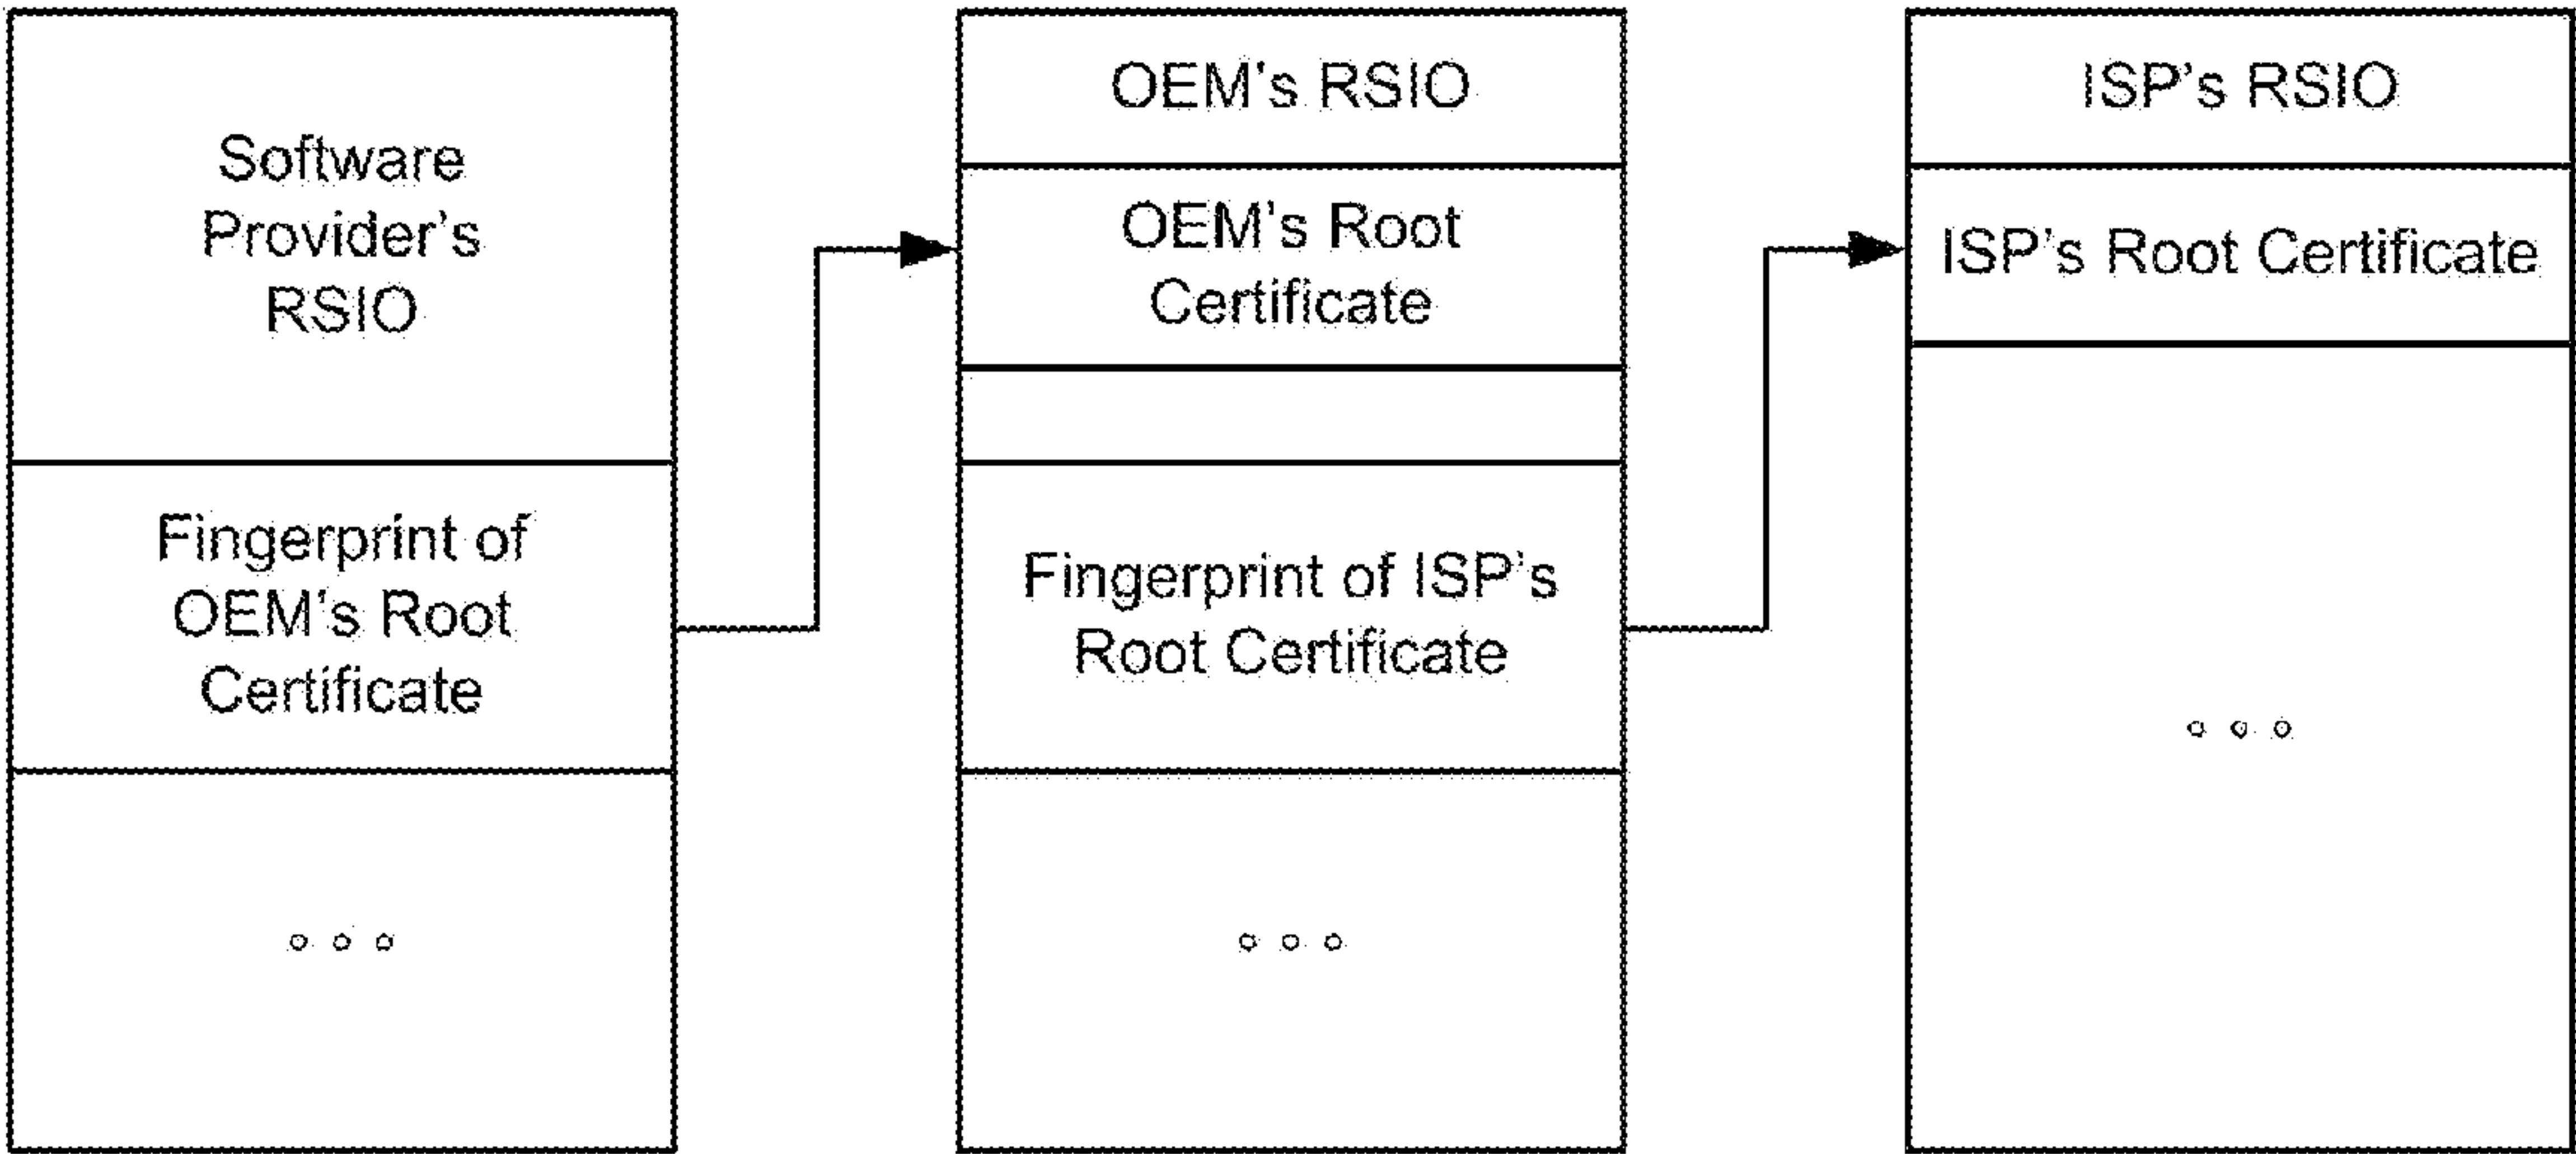 Software
Provider's
RSIO
Fingerprint of
OEM's Root
Certificate
OEM's RSIO
OEM's Root
Certificate
Fingerprint of ISP's
Root Certificate
ISP's RSIO
ISP's Root Certificate